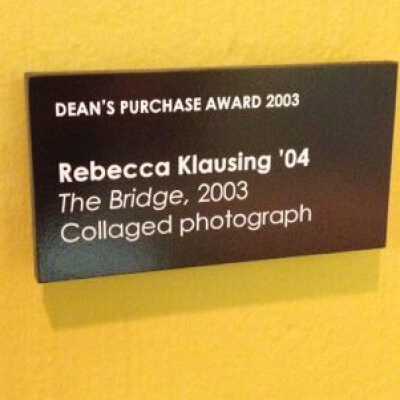 DEAN'S PURCHASE AWARD 2003
Rebecca Klausing '04
The Bridge, 2003
Collaged photograph